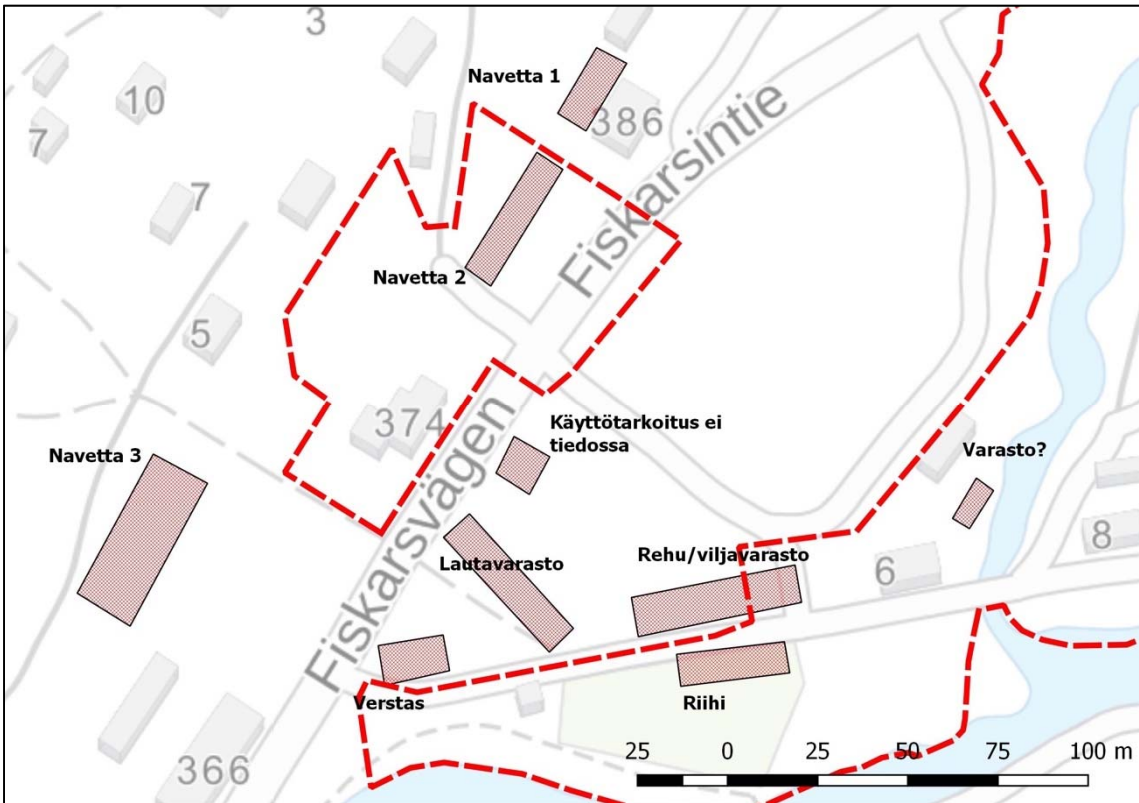 3
Navetta 1
10
386
7
Fiskarsintie
7
Navetta 2
5
374
Käyttötarkoitus ei
tiedossa
Navetta 3
Varasto?
Fiskarsvägen
8
Lautavarasto
Rehu/viljavarasto
6
Verstas
Riihi
366
25 0 25 50 75 100 m